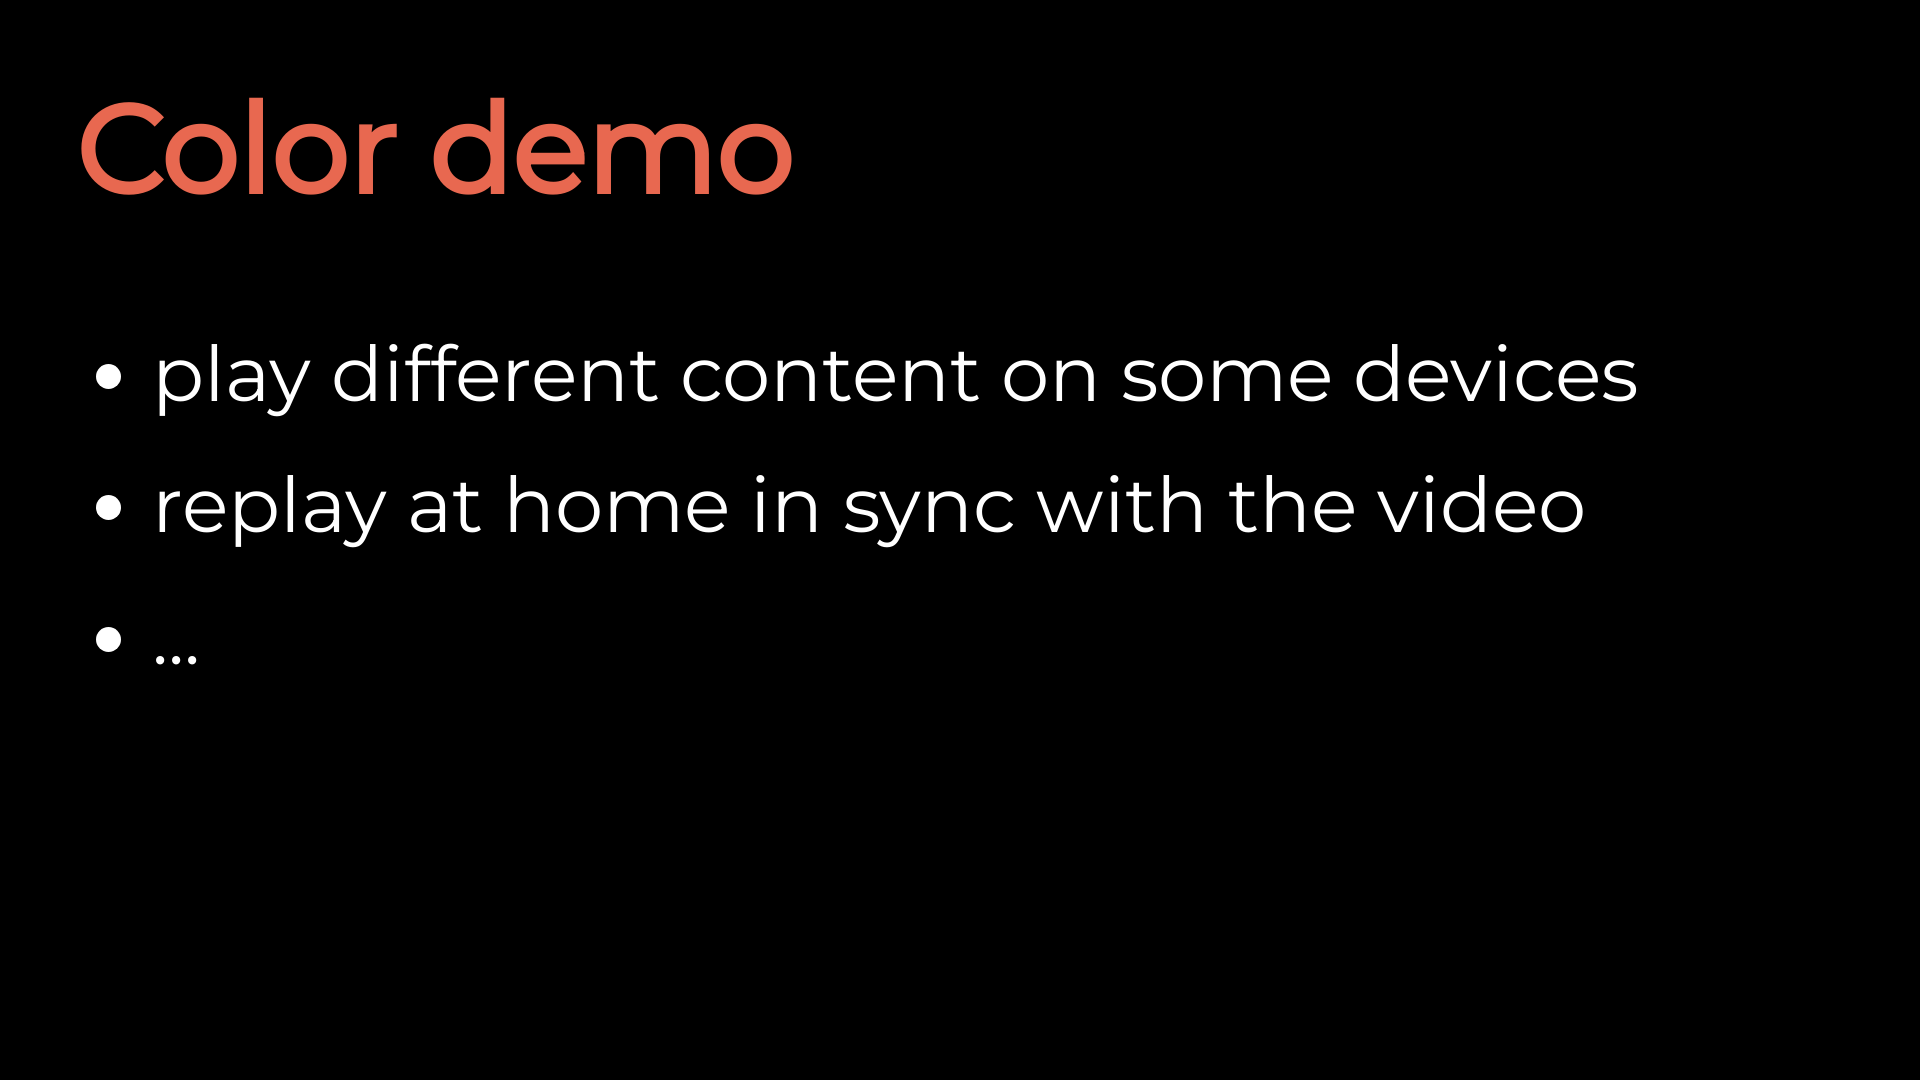 Color demo
• play different content on some devices
• replay at home in sync with the video
• ...